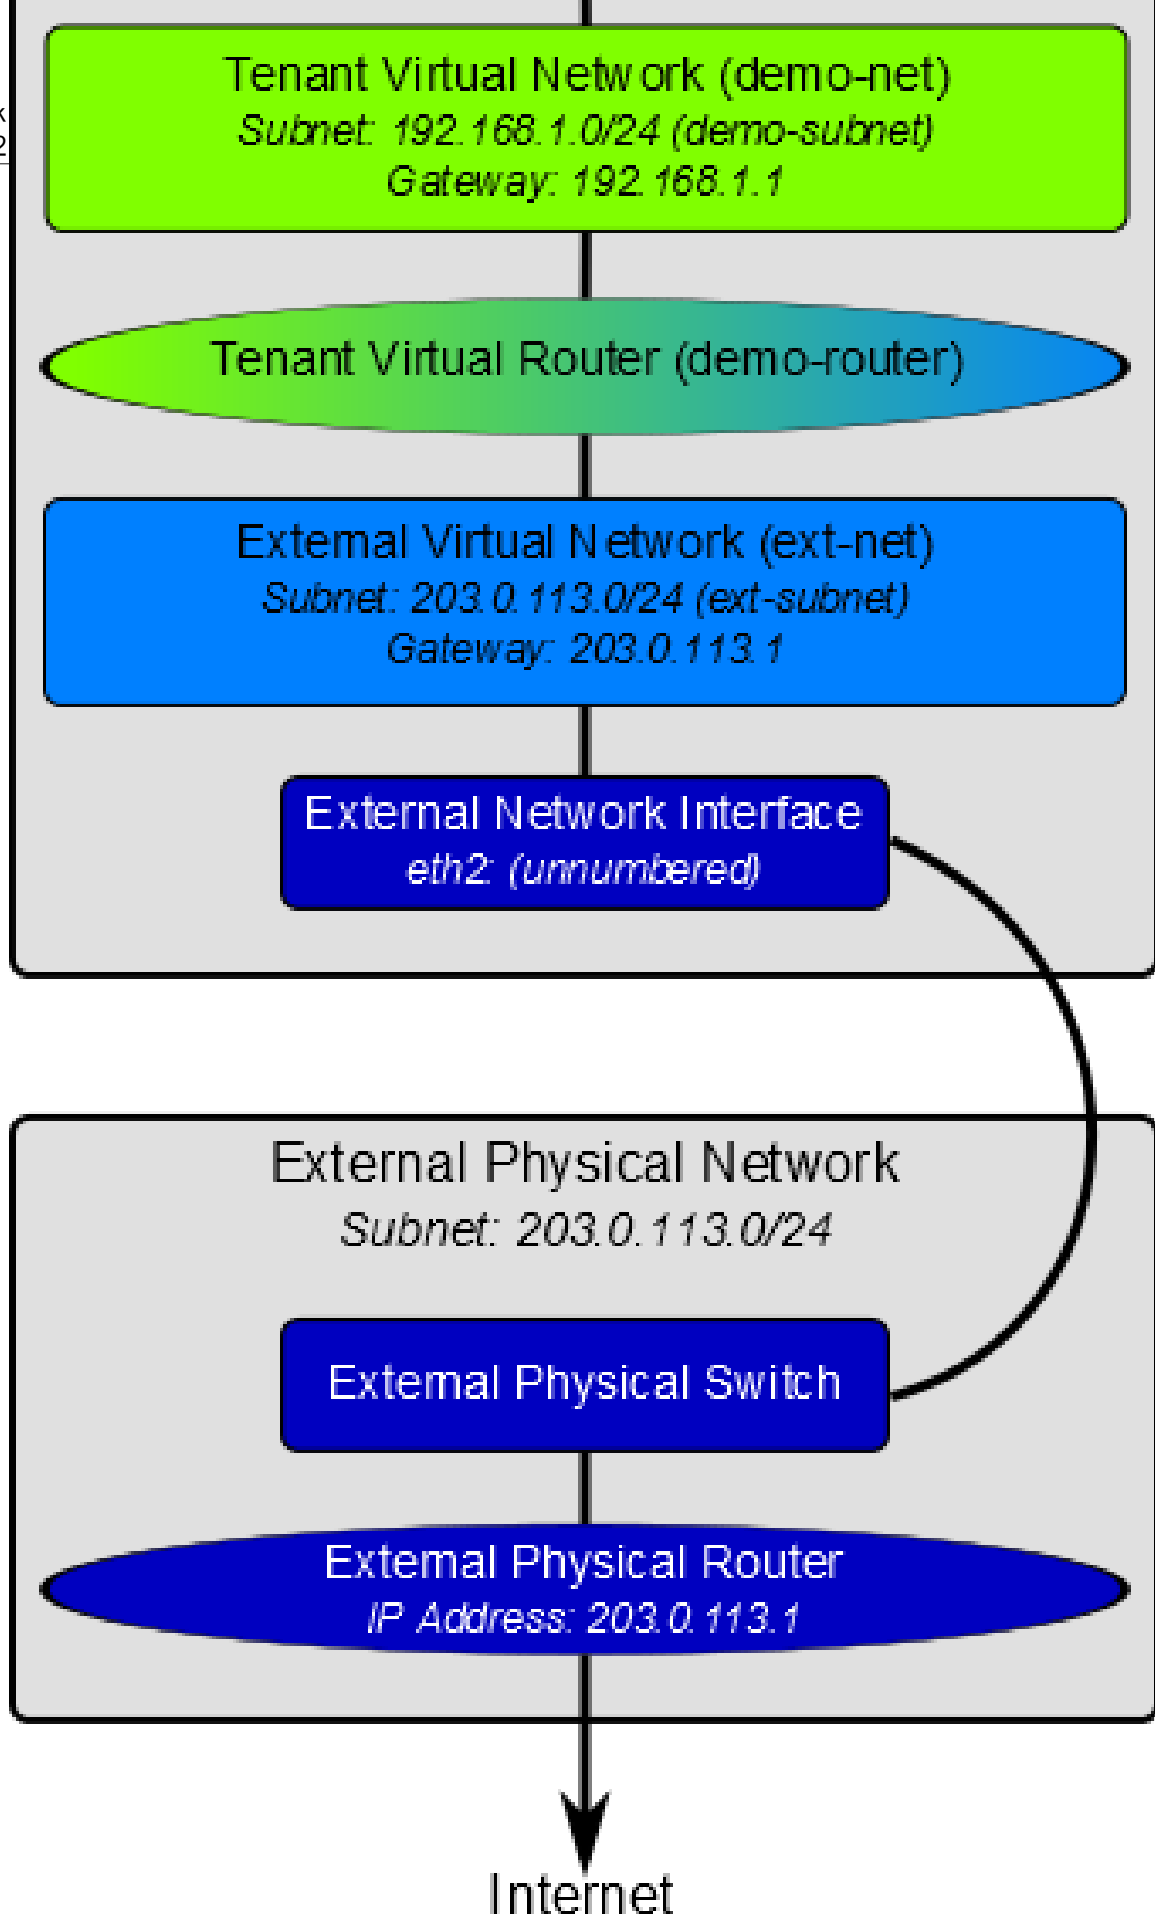 Tenant Virtual Network (demo-net)
Subnet: 192.168.1.0/24 (demo-subnet)
Gateway: 192.168.1.1
Tenant Virtual Router (demo-router)
External Virtual Network (ext-net)
Subnet: 203.0.113.0/24 (ext-subnet)
Gateway: 203.0.113.1
External Network Interface
eth2: (unnumbered)
External Physical Network
Subnet: 203.0.113.0/24
External Physical Switch
External Physical Router
IP Address: 203.0.113.1
Internet